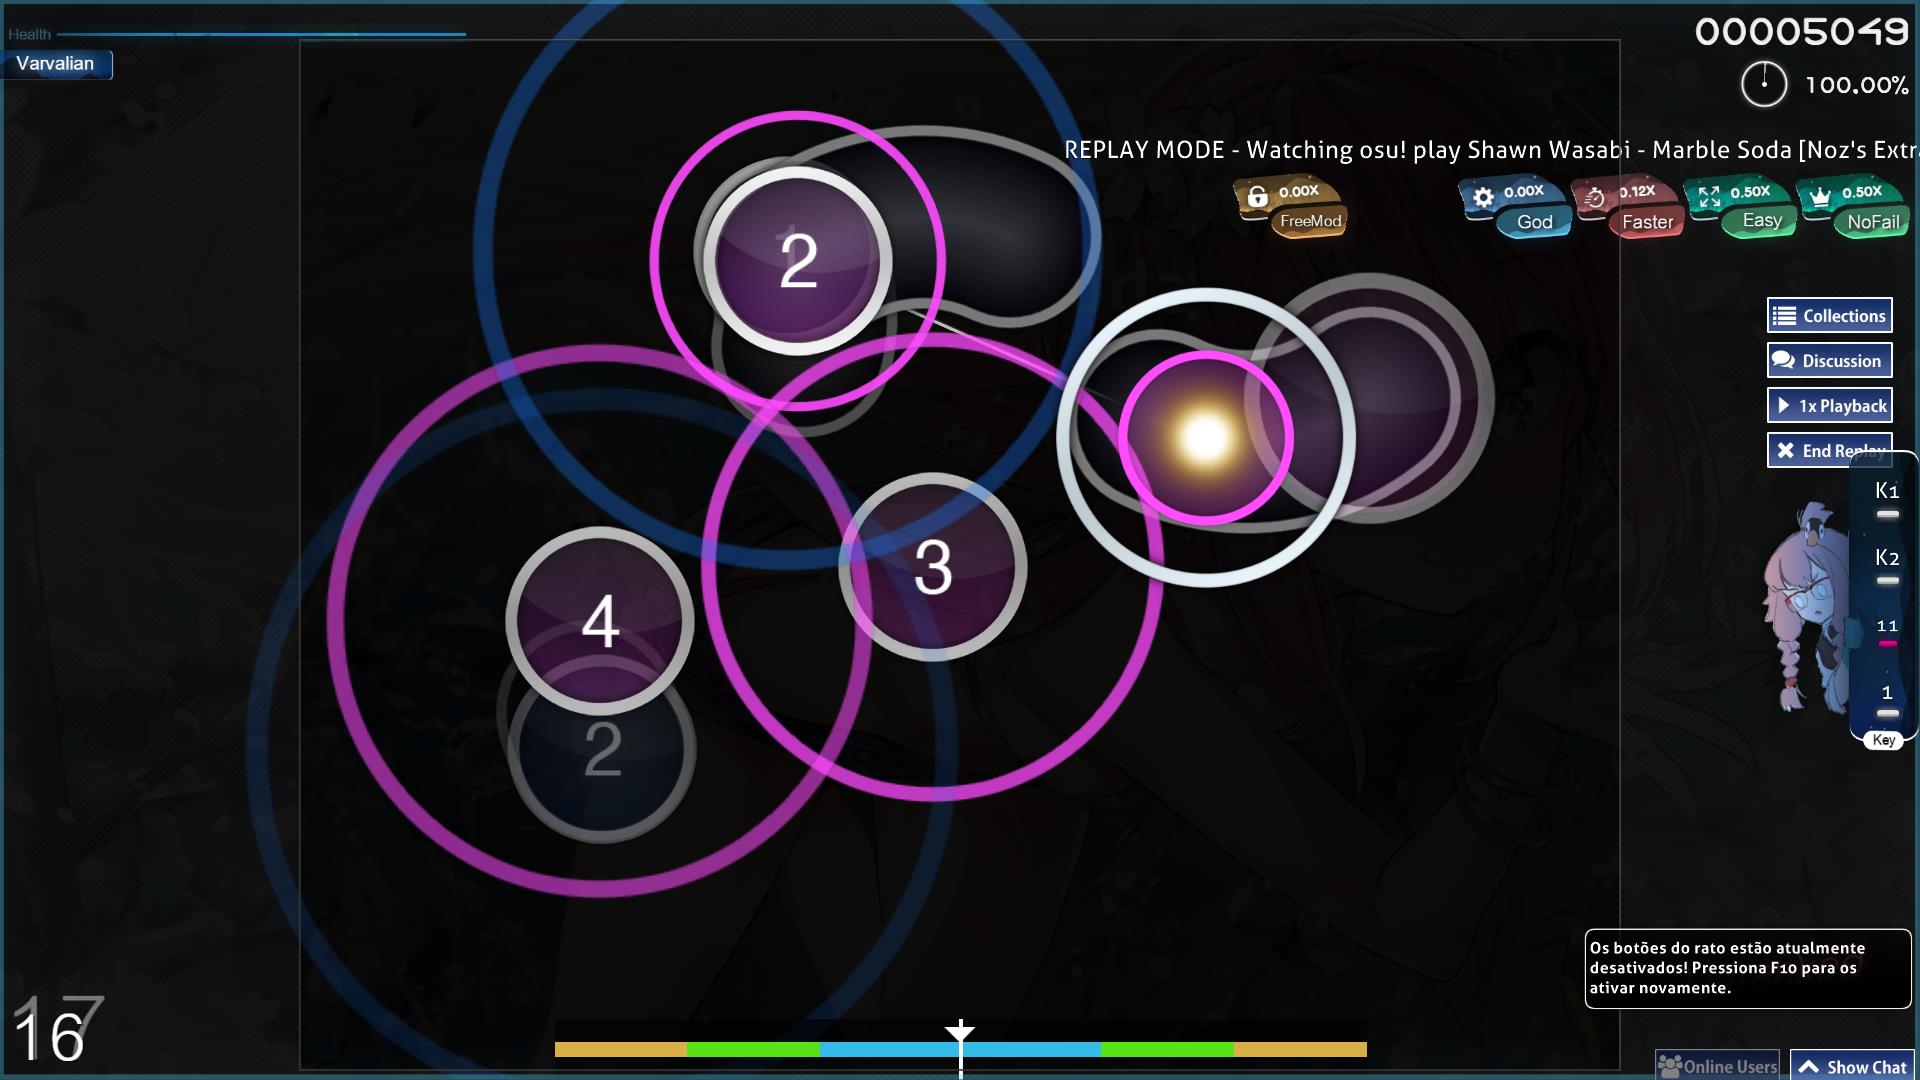 Health
00005049
Varvalian
100.00%
REPLAY MODE - Watching osu! play Shawn Wasabi - Marble Soda [Noz's Extr
0.00X
FreeMod
0.00X
God
0.12X
Faster
0.50X
Easy
0.50X
NoFail
2
Collections
Discussion
1x Playback
End Replay
K1
K2
11
1
Key
3
4
2
Os botões do rato estão atualmente
desativados! Pressiona F10 para os
ativar novamente.
17
16
Online Users
Show Chat